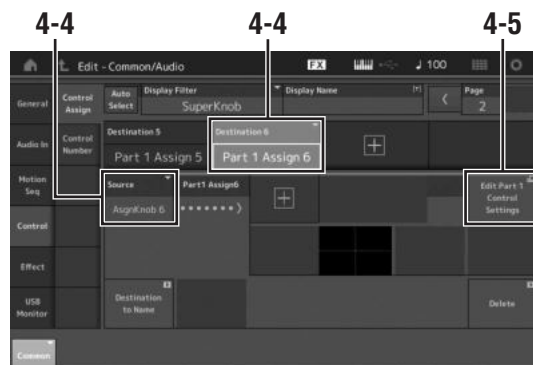 4-4 4-4 4-5
Edit - Common/Audio FX 100
General Control Assign Auto Select Display Filter SuperKnob Display Name Page 2
Audio In Control Number Destination 5 Part 1 Assign 5 Destination 6 Part 1 Assign 6
Motion Seq Source AsgnKnob 6 Part1 Assign6 Edit Part 1 Control Settings
Control
Effect
USB Monitor Destination to Name Delete
Common